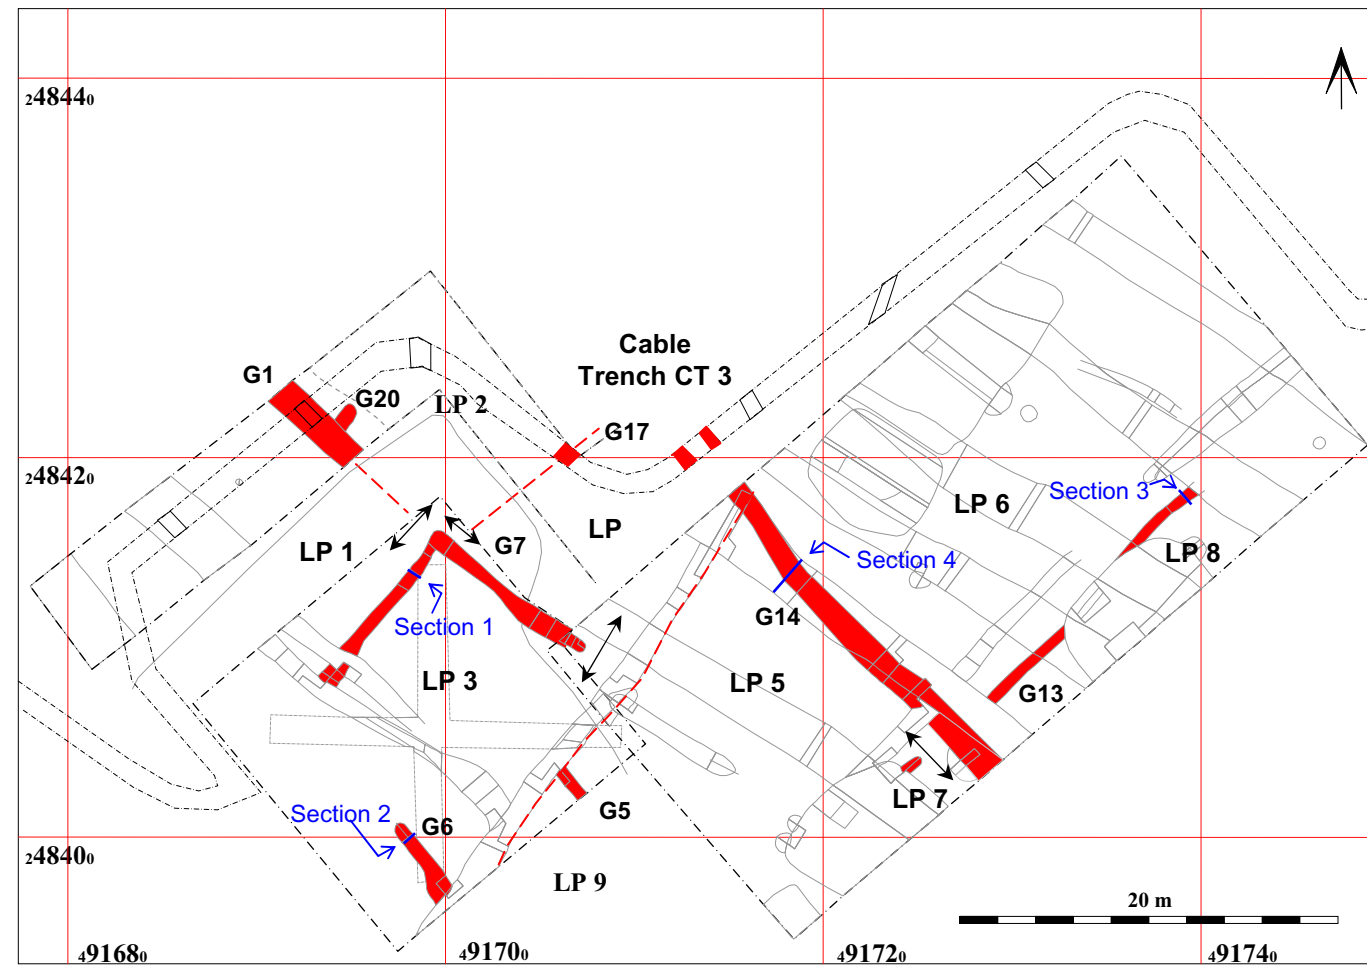 248440
Cable
Trench CT 3
G1
G20
LP 2
G17
248420
Section 3
LP 6
LP
G7
LP 1
LP 8
Section 4
G14
Section 1
LP 3
LP 5
G13
Section 2
G6
G5
LP 7
248400
LP 9
20 m
491680
491700
491720
491740